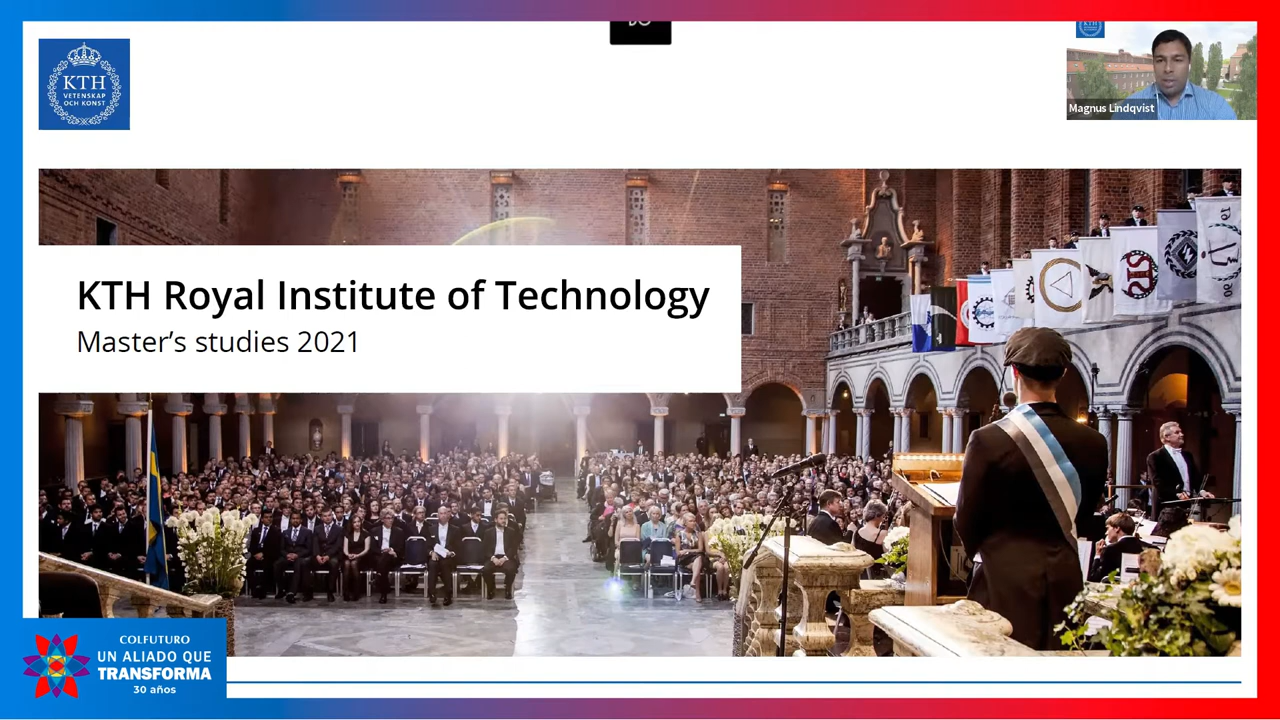 KTH
VETENSKAP
OCH KONST
Magnus Lindqvist
KTH Royal Institute of Technology
Master's studies 2021
COLFUTURO
UN ALIADO QUE
TRANSFORMA
30 años